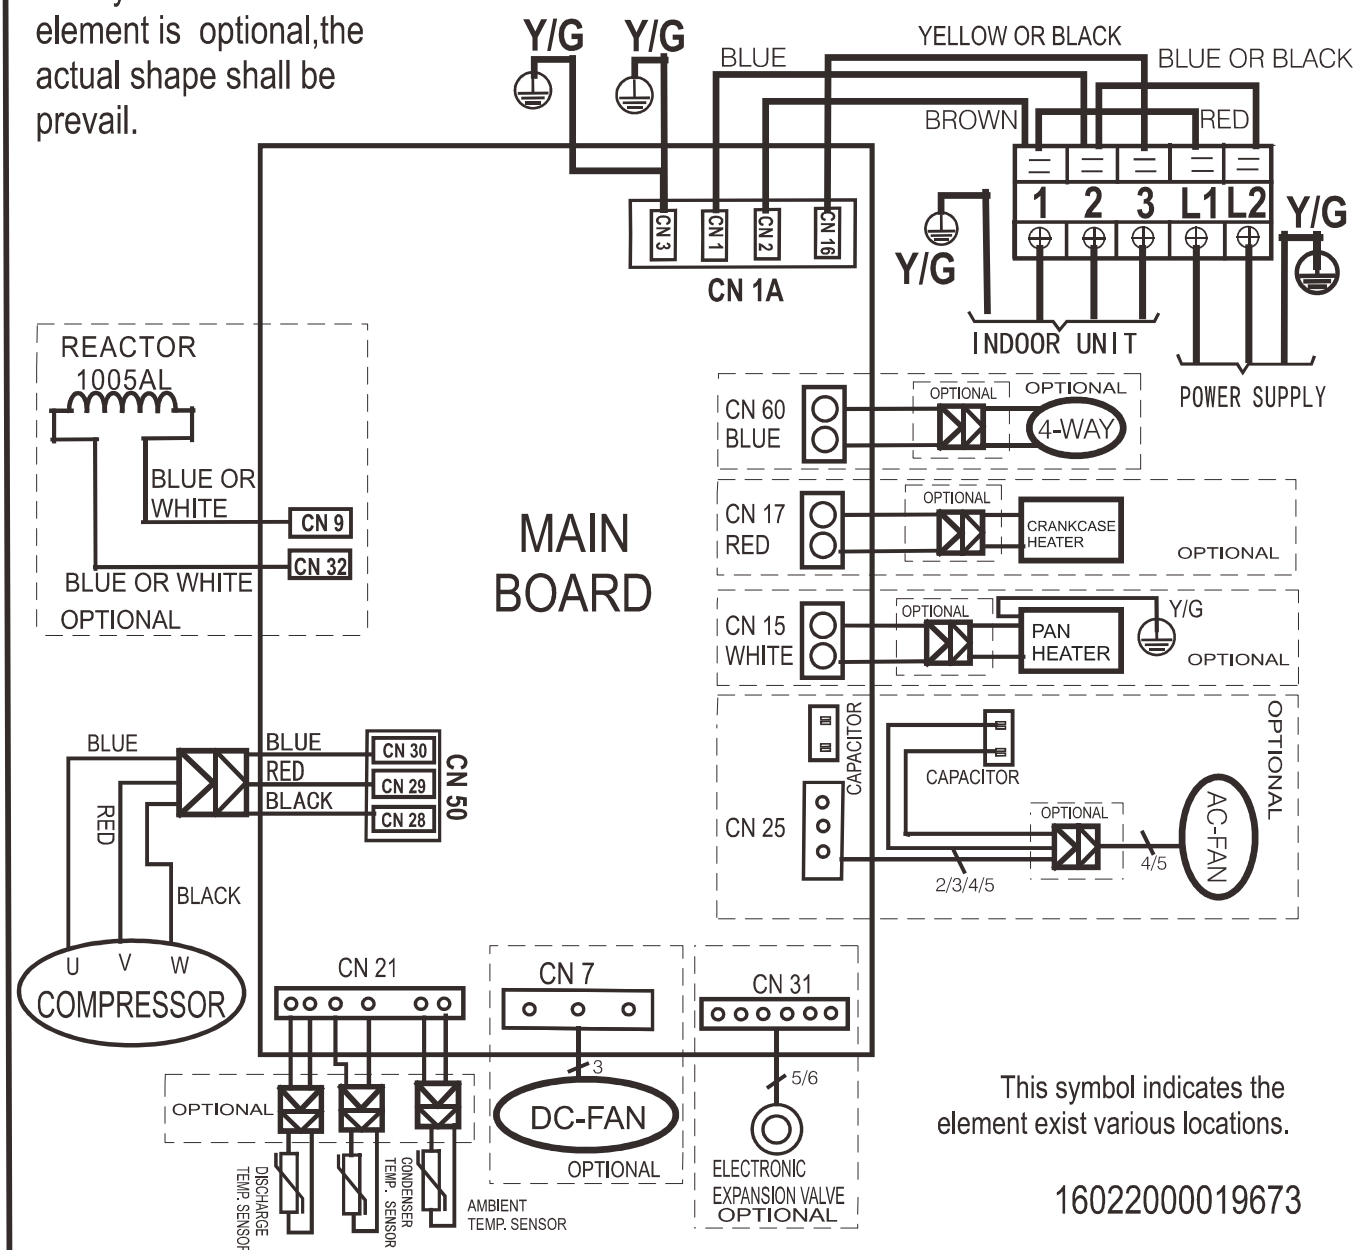 element is optional,the
actual shape shall be
prevail.
Y/G
Y/G
BLUE
YELLOW OR BLACK
BLUE OR BLACK
BROWN
RED
1 2 3 L1 L2
Y/G
Y/G
CN 3
CN 1
CN 2
CN 16
CN 1A
INDOOR UNIT
POWER SUPPLY
REACTOR
1005AL
BLUE OR
WHITE
CN 9
CN 32
BLUE OR WHITE
OPTIONAL
MAIN
BOARD
CN 60
BLUE
OPTIONAL
OPTIONAL
4-WAY
CN 17
RED
OPTIONAL
CRANKCASE
HEATER
OPTIONAL
CN 15
WHITE
OPTIONAL
PAN
HEATER
Y/G
OPTIONAL
CAPACITOR
CN 25
CAPACITOR
OPTIONAL
OPTIONAL
AC-FAN
2/3/4/5
4/5
BLUE
RED
BLACK
BLUE
RED
BLACK
CN 30
CN 29
CN 28
CN 50
U V W
COMPRESSOR
CN 21
OPTIONAL
DISCHARGE
TEMP. SENSOR
CONDENSER
TEMP. SENSOR
AMBIENT
TEMP. SENSOR
CN 7
3
DC-FAN
OPTIONAL
CN 31
5/6
ELECTRONIC
EXPANSION VALVE
OPTIONAL
This symbol indicates the
element exist various locations.
16022000019673